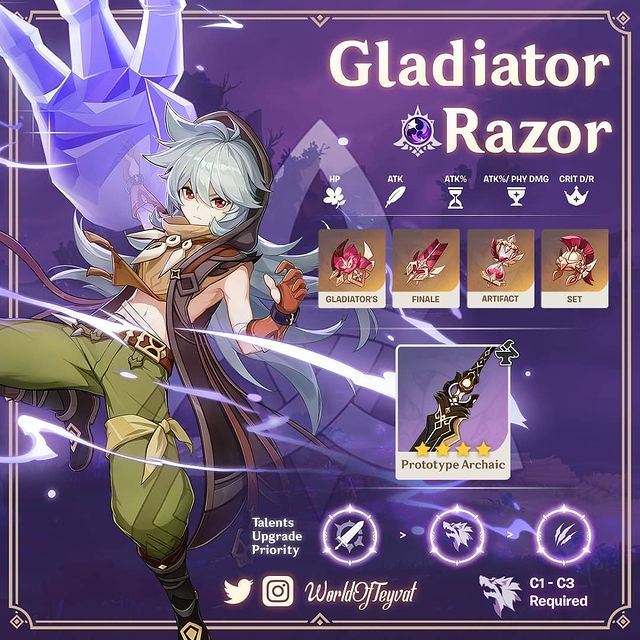 Gladiator
Razor
HP ATK ATK% ATK%/ PHY DMG CRIT D/R
GLADIATOR'S FINALE ARTIFACT SET
Prototype Archaic
Talents
Upgrade
Priority
> >
WorldOfTeyvat
C1 - C3
Required